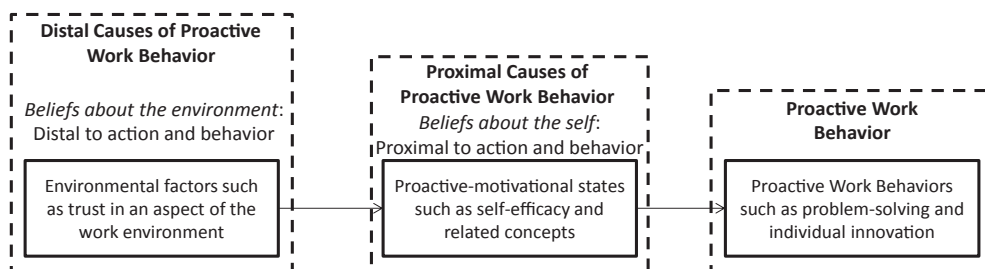 Distal Causes of Proactive
Work Behavior
Beliefs about the environment:
Distal to action and behavior
Environmental factors such
as trust in an aspect of the
work environment
Proximal Causes of
Proactive Work Behavior
Beliefs about the self:
Proximal to action and behavior
Proactive-motivational states
such as self-efficacy and
related concepts
Proactive Work
Behavior
Proactive Work Behaviors
such as problem-solving and
individual innovation